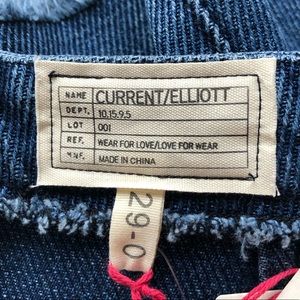 NAME CURRENT/ELLIOTT
DEPT. 10.15.9.5
LOT 001
REF. WEAR FOR LOVE/LOVE FOR WEAR
MNF. MADE IN CHINA
29-0